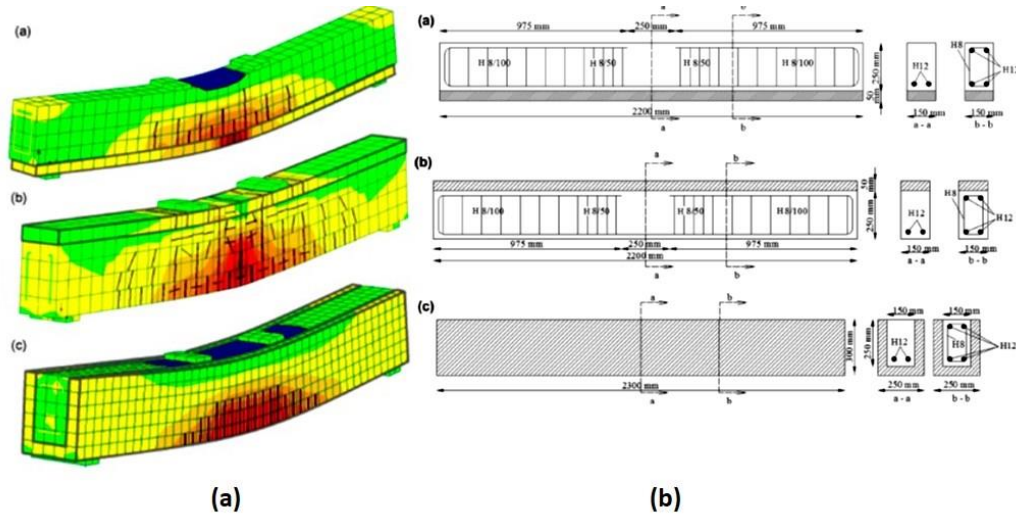 (a)
(b)
(c)
(a)
a
b
975 mm
250 mm
975 mm
H 8/100
H 8/50
H 8/50
H 8/100
250 mm
50 mm
2200 mm
a
b
H12
H8
H12
150 mm
a - a
150 mm
b - b
(b)
a
b
50 mm
H 8/100
H 8/50
H 8/50
H 8/100
250 mm
975 mm
250 mm
975 mm
2200 mm
a
b
H12
H8
H12
150 mm
a - a
150 mm
b - b
(c)
a
b
300 mm
2300 mm
a
b
150 mm
150 mm
250 mm
H12
H8
H12
250 mm
250 mm
a - a
b - b
(a)
(b)